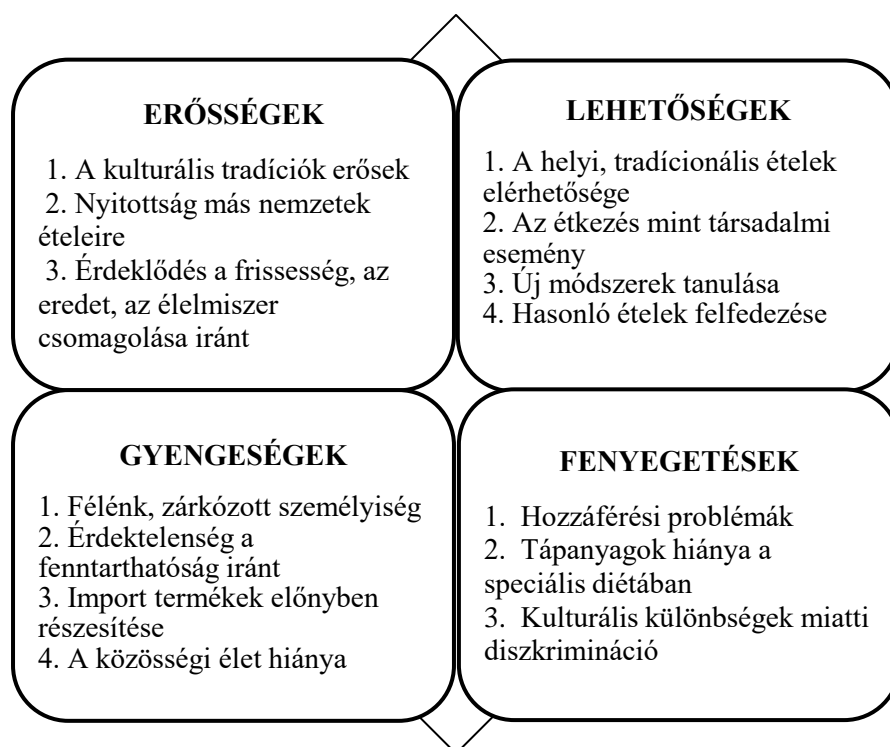 ERŐSSÉGEK
1. A kulturális tradíciók erősek
2. Nyitottság más nemzetek
ételeire
3. Érdeklődés a frissesség, az
eredet, az élelmiszer
csomagolása iránt
LEHETŐSÉGEK
1. A helyi, tradícionális ételek
elérhetősége
2. Az étkezés mint társadalmi
esemény
3. Új módszerek tanulása
4. Hasonló ételek felfedezése
GYENGESÉGEK
1. Félénk, zárkózott személyiség
2. Érdektelenség a
fenntarthatóság iránt
3. Import termékek előnyben
részesítése
4. A közösségi élet hiánya
FENYEGETÉSEK
1. Hozzáférési problémák
2. Tápanyagok hiánya a
speciális diétában
3. Kulturális különbségek miatti
diszkrimináció